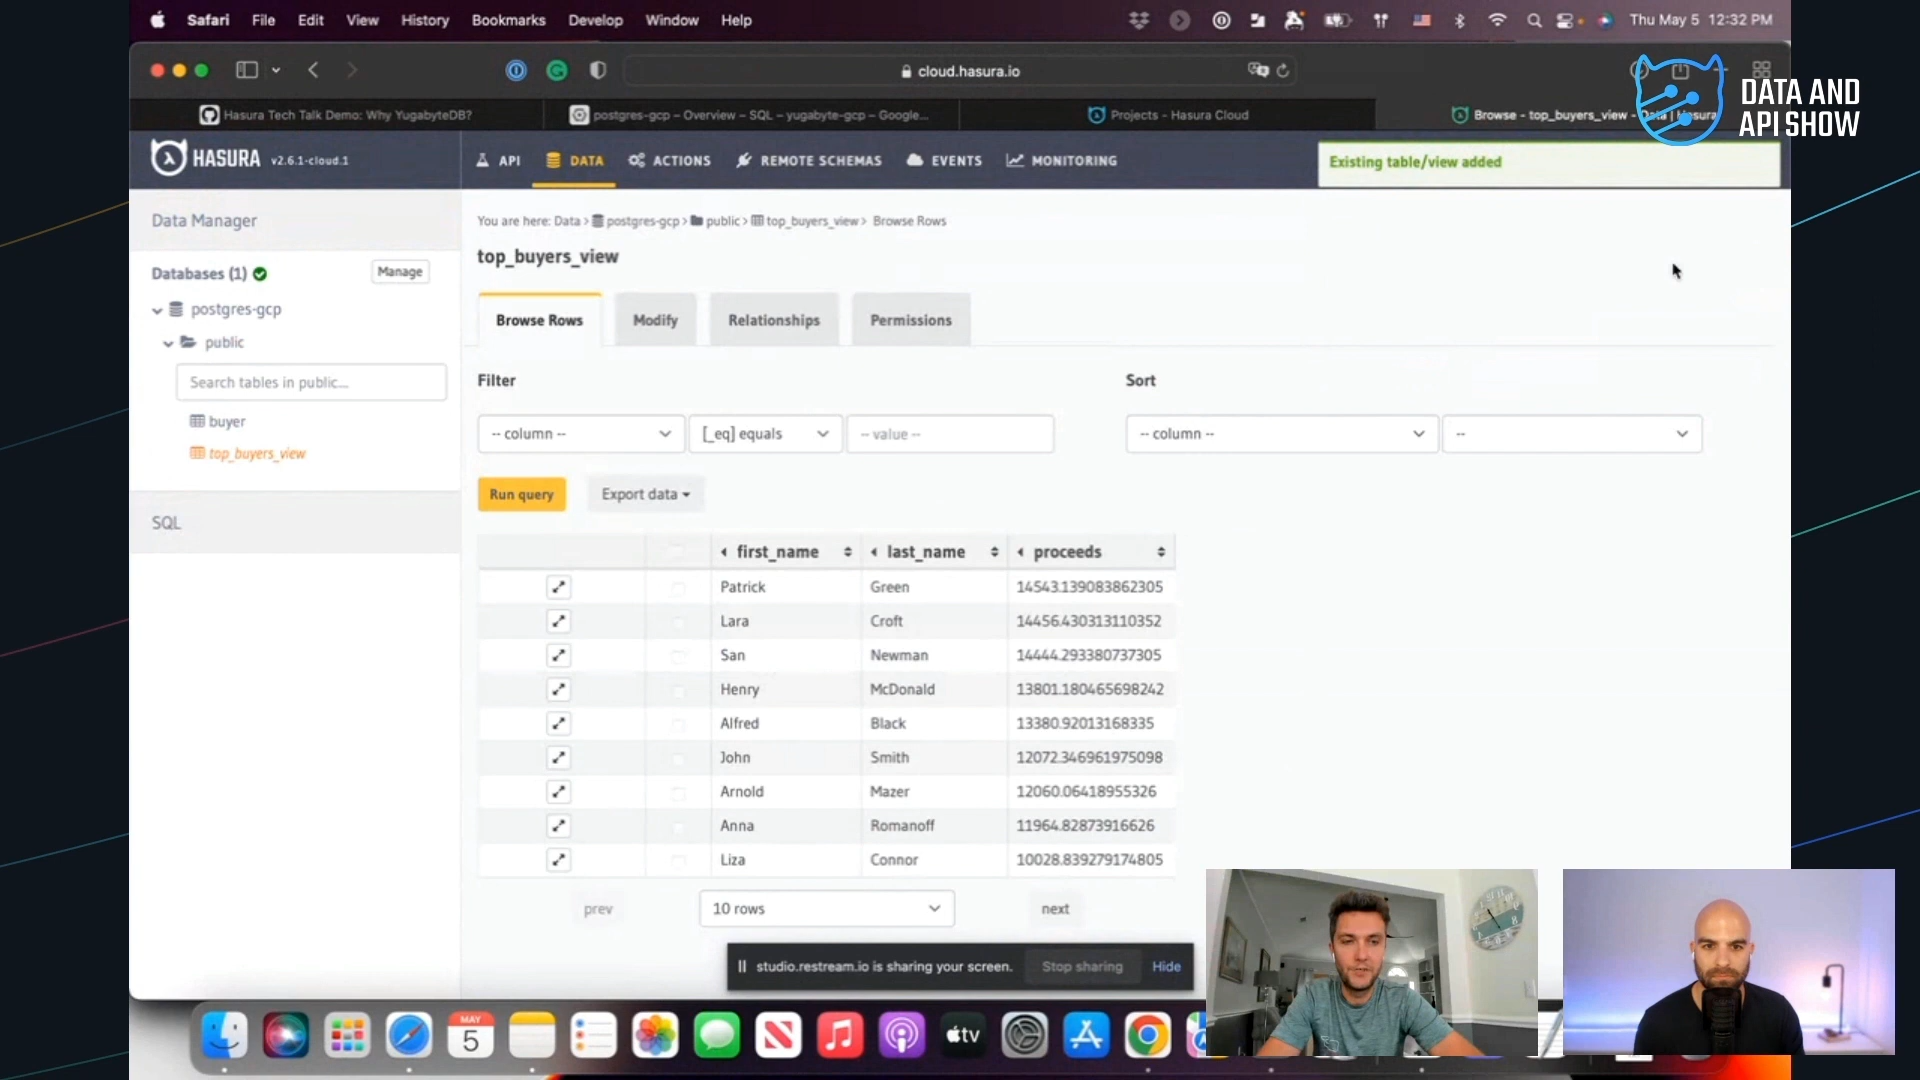 Safari File Edit View History Bookmarks Develop Window Help Thu May 5 12:32 PM
cloud.hasura.io
DATA AND
API SHOW
Hasura Tech Talk Demo: Why YugabyteDB?
postgres-gcp – Overview – SQL – yugabyte-gcp – Google...
Projects - Hasura Cloud
Browse - top_buyers_view - Data | Hasura
HASURA v2.6.1-cloud.1
API DATA ACTIONS REMOTE SCHEMAS EVENTS MONITORING
Existing table/view added
Data Manager
Databases (1) Manage
postgres-gcp
public
Search tables in public...
buyer
top_buyers_view
SQL
You are here: Data > postgres-gcp > public > top_buyers_view > Browse Rows
top_buyers_view
Browse Rows Modify Relationships Permissions
Filter Sort
-- column -- [_eq] equals -- value -- -- column -- --
Run query Export data
first_name last_name proceeds
Patrick Green 14543.139083862305
Lara Croft 14456.430313110352
San Newman 14444.293380737305
Henry McDonald 13801.180465698242
Alfred Black 13380.92013168335
John Smith 12072.346961975098
Arnold Mazer 12060.06418955326
Anna Romanoff 11964.82873916626
Liza Connor 10028.839279174805
prev 10 rows next
studio.restream.io is sharing your screen. Stop sharing Hide
MAY
5
tv